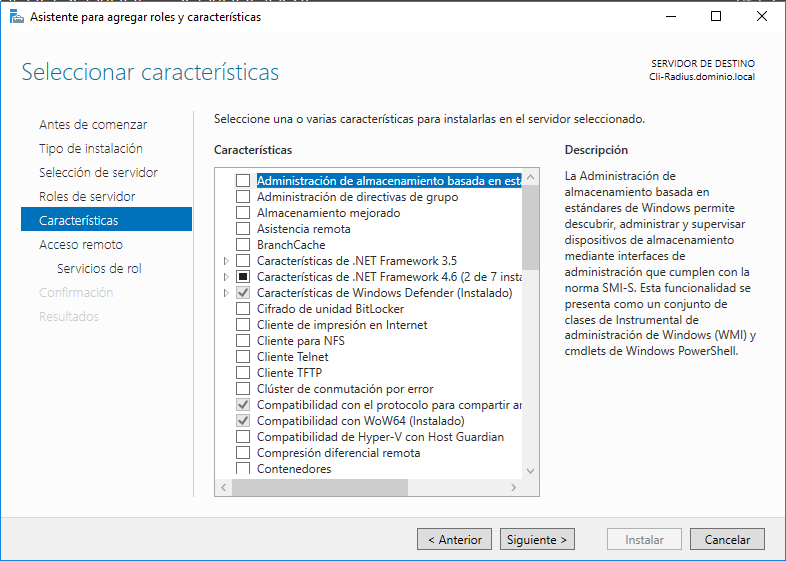 Asistente para agregar roles y características
Seleccionar características
SERVIDOR DE DESTINO
Cli-Radius.dominio.local
Antes de comenzar
Tipo de instalación
Selección de servidor
Roles de servidor
Características
Acceso remoto
Servicios de rol
Confirmación
Resultados
Seleccione una o varias características para instalarlas en el servidor seleccionado.
Características
Administración de almacenamiento basada en está
Administración de directivas de grupo
Almacenamiento mejorado
Asistencia remota
BranchCache
Características de .NET Framework 3.5
Características de .NET Framework 4.6 (2 de 7 insta
Características de Windows Defender (Instalado)
Cifrado de unidad BitLocker
Cliente de impresión en Internet
Cliente para NFS
Cliente Telnet
Cliente TFTP
Clúster de conmutación por error
Compatibilidad con el protocolo para compartir ar
Compatibilidad con WoW64 (Instalado)
Compatibilidad de Hyper-V con Host Guardian
Compresión diferencial remota
Contenedores
Descripción
La Administración de
almacenamiento basada en
estándares de Windows permite
descubrir, administrar y supervisar
dispositivos de almacenamiento
mediante interfaces de
administración que cumplen con la
norma SMI-S. Esta funcionalidad se
presenta como un conjunto de
clases de Instrumental de
administración de Windows (WMI) y
cmdlets de Windows PowerShell.
< Anterior
Siguiente >
Instalar
Cancelar